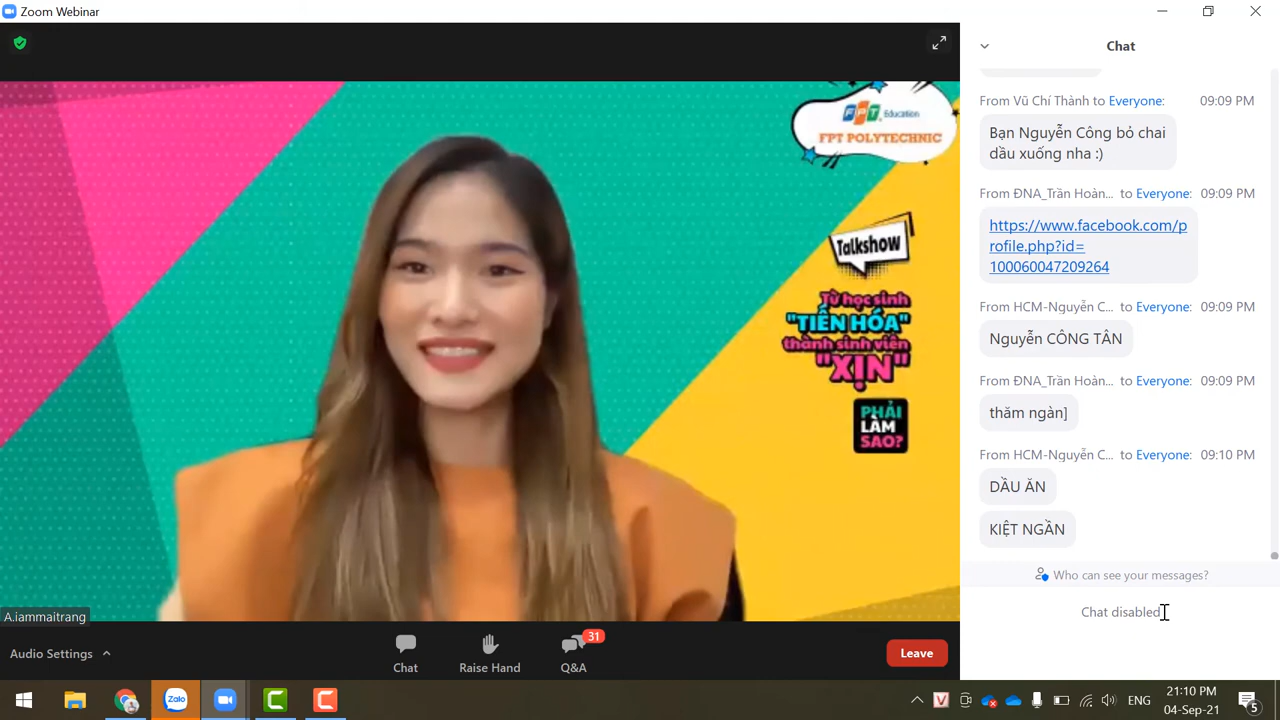 Zoom Webinar
FPT Education
FPT POLYTECHNIC
Talkshow
Từ học sinh
"TIẾN HÓA"
thành sinh viên
"XỊN"
PHẢI
LÀM
SAO?
A.iammaitrang
Audio Settings
Chat
Raise Hand
31
Q&A
Leave
Chat
From Vũ Chí Thành to Everyone: 09:09 PM
Bạn Nguyễn Công bỏ chai
dầu xuống nha :)
From ĐNA_Trần Hoàn... to Everyone: 09:09 PM
https://www.facebook.com/p
rofile.php?id=
100060047209264
From HCM-Nguyễn C... to Everyone: 09:09 PM
Nguyễn CÔNG TÂN
From ĐNA_Trần Hoàn... to Everyone: 09:09 PM
thăm ngàn]
From HCM-Nguyễn C... to Everyone: 09:10 PM
DẦU ĂN
KIỆT NGẦN
Who can see your messages?
Chat disabled
Zalo
ENG
21:10 PM
04-Sep-21
5